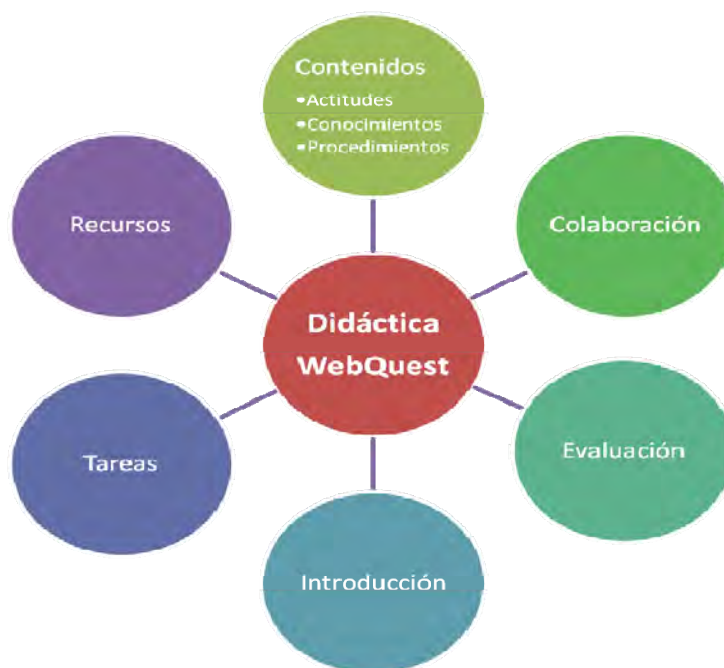 Contenidos
•Actitudes
•Conocimientos
•Procedimientos
Recursos
Colaboración
Didáctica
WebQuest
Tareas
Evaluación
Introducción